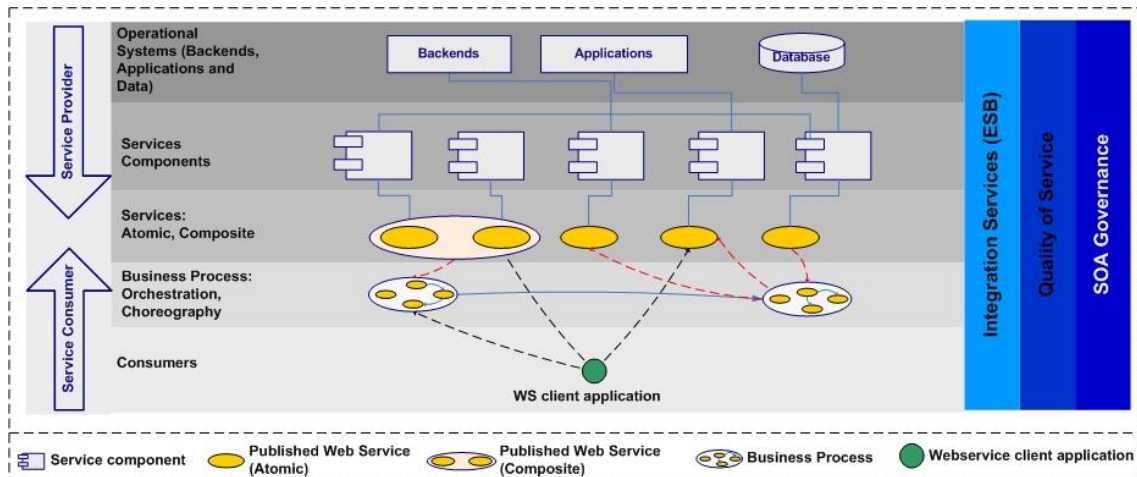 Operational
Systems (Backends,
Applications and
Data)
Backends
Applications
Database
Service Provider
Services
Components
Services:
Atomic, Composite
Business Process:
Orchestration,
Choreography
Service Consumer
Consumers
WS client application
Integration Services (ESB)
Quality of Service
SOA Governance
Service component
Published Web Service
(Atomic)
Published Web Service
(Composite)
Business Process
Webservice client application